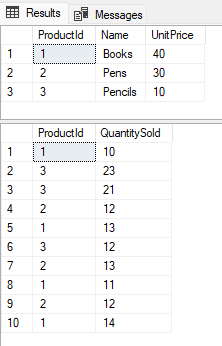 Results Messages
ProductId Name UnitPrice
1 1 Books 40
2 2 Pens 30
3 3 Pencils 10
ProductId QuantitySold
1 1 10
2 3 23
3 3 21
4 2 12
5 1 13
6 3 12
7 2 13
8 1 11
9 2 12
10 1 14